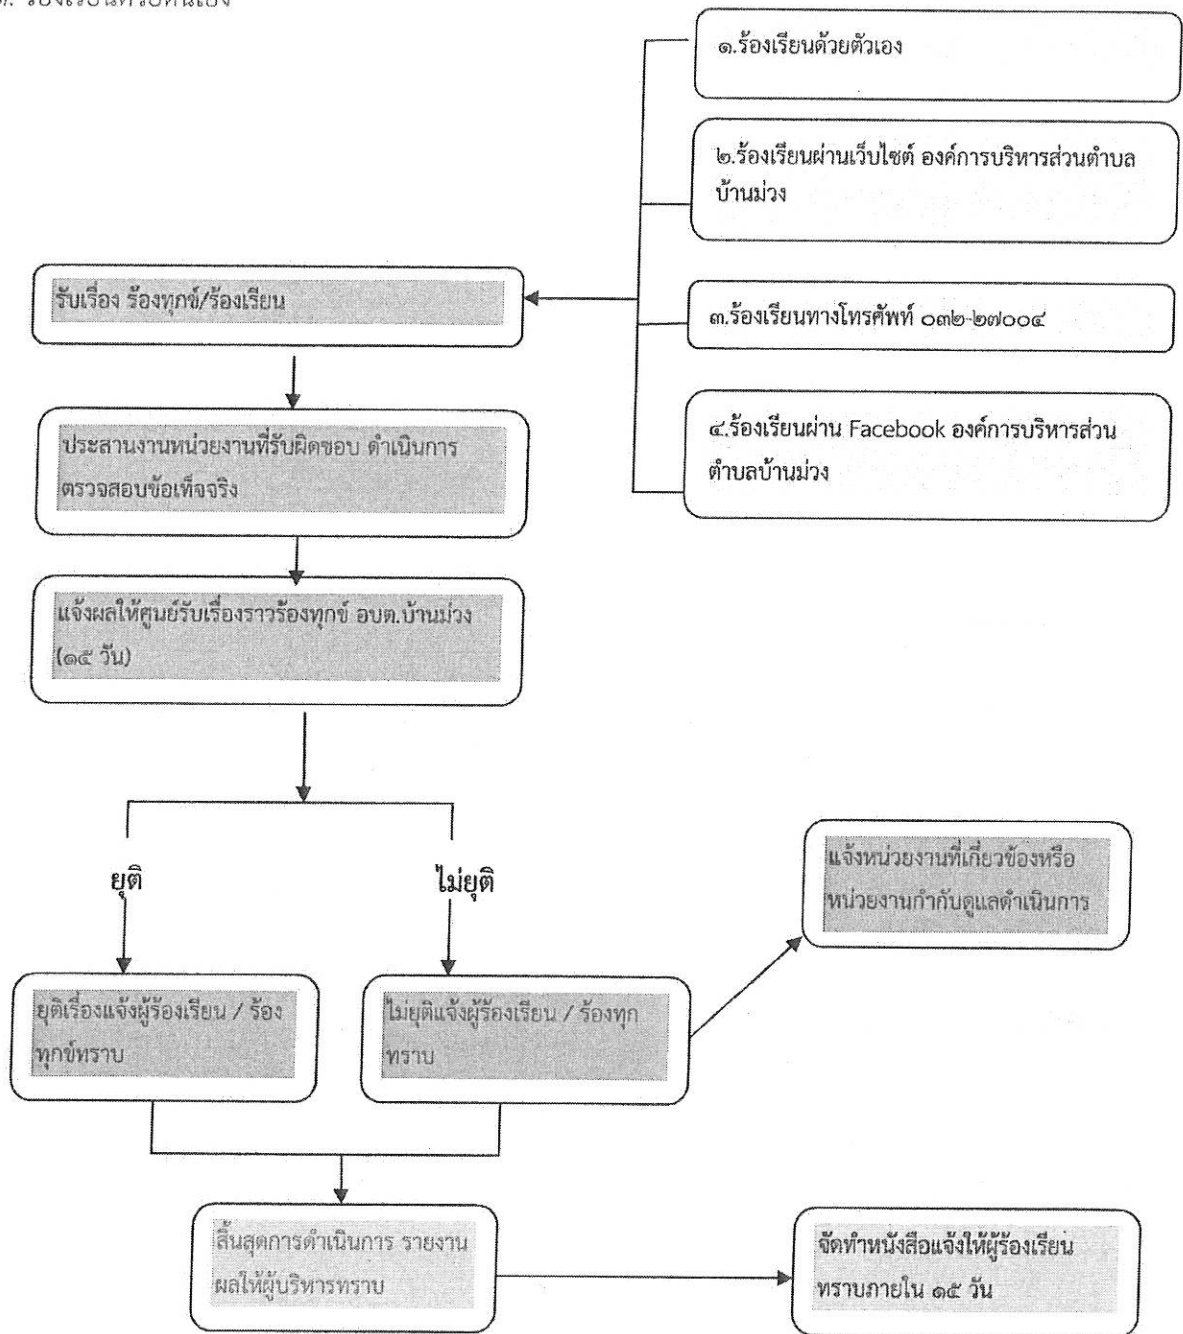 ๑.ร้องเรียนด้วยตัวเอง
๒.ร้องเรียนผ่านเว็บไซต์ องค์การบริหารส่วนตำบล
บ้านม่วง
๓.ร้องเรียนทางโทรศัพท์ ๐๓๒-๒๗๐๐๔
๔.ร้องเรียนผ่าน Facebook องค์การบริหารส่วน
ตำบลบ้านม่วง
รับเรื่อง ร้องทุกข์/ร้องเรียน
ประสานงานหน่วยงานที่รับผิดชอบ ดำเนินการ
ตรวจสอบข้อเท็จจริง
แจ้งผลให้ศูนย์รับเรื่องราวร้องทุกข์ อบต.บ้านม่วง
(๑๕ วัน)
ยุติ
ไม่ยุติ
แจ้งหน่วยงานที่เกี่ยวข้องหรือ
หน่วยงานกำกับดูแลดำเนินการ
ยุติเรื่องแจ้งผู้ร้องเรียน / ร้อง
ทุกข์ทราบ
ไม่ยุติแจ้งผู้ร้องเรียน / ร้องทุก
ทราบ
สิ้นสุดการดำเนินการ รายงาน
ผลให้ผู้บริหารทราบ
จัดทำหนังสือแจ้งให้ผู้ร้องเรียน
ทราบภายใน ๑๕ วัน